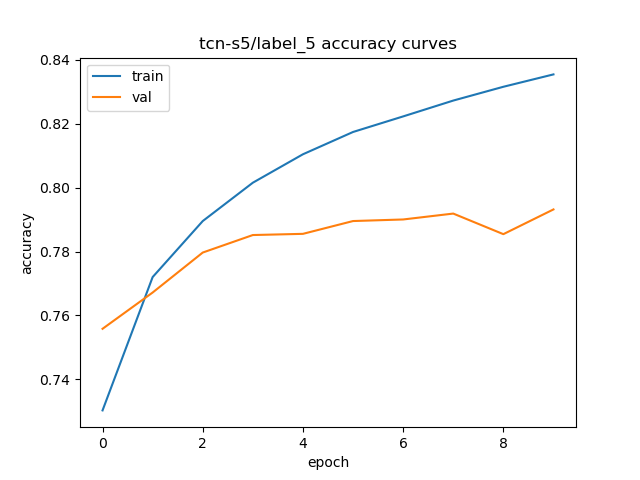 tcn-s5/label_5 accuracy curves
train
val
accuracy
0.84
0.82
0.80
0.78
0.76
0.74
0 2 4 6 8
epoch